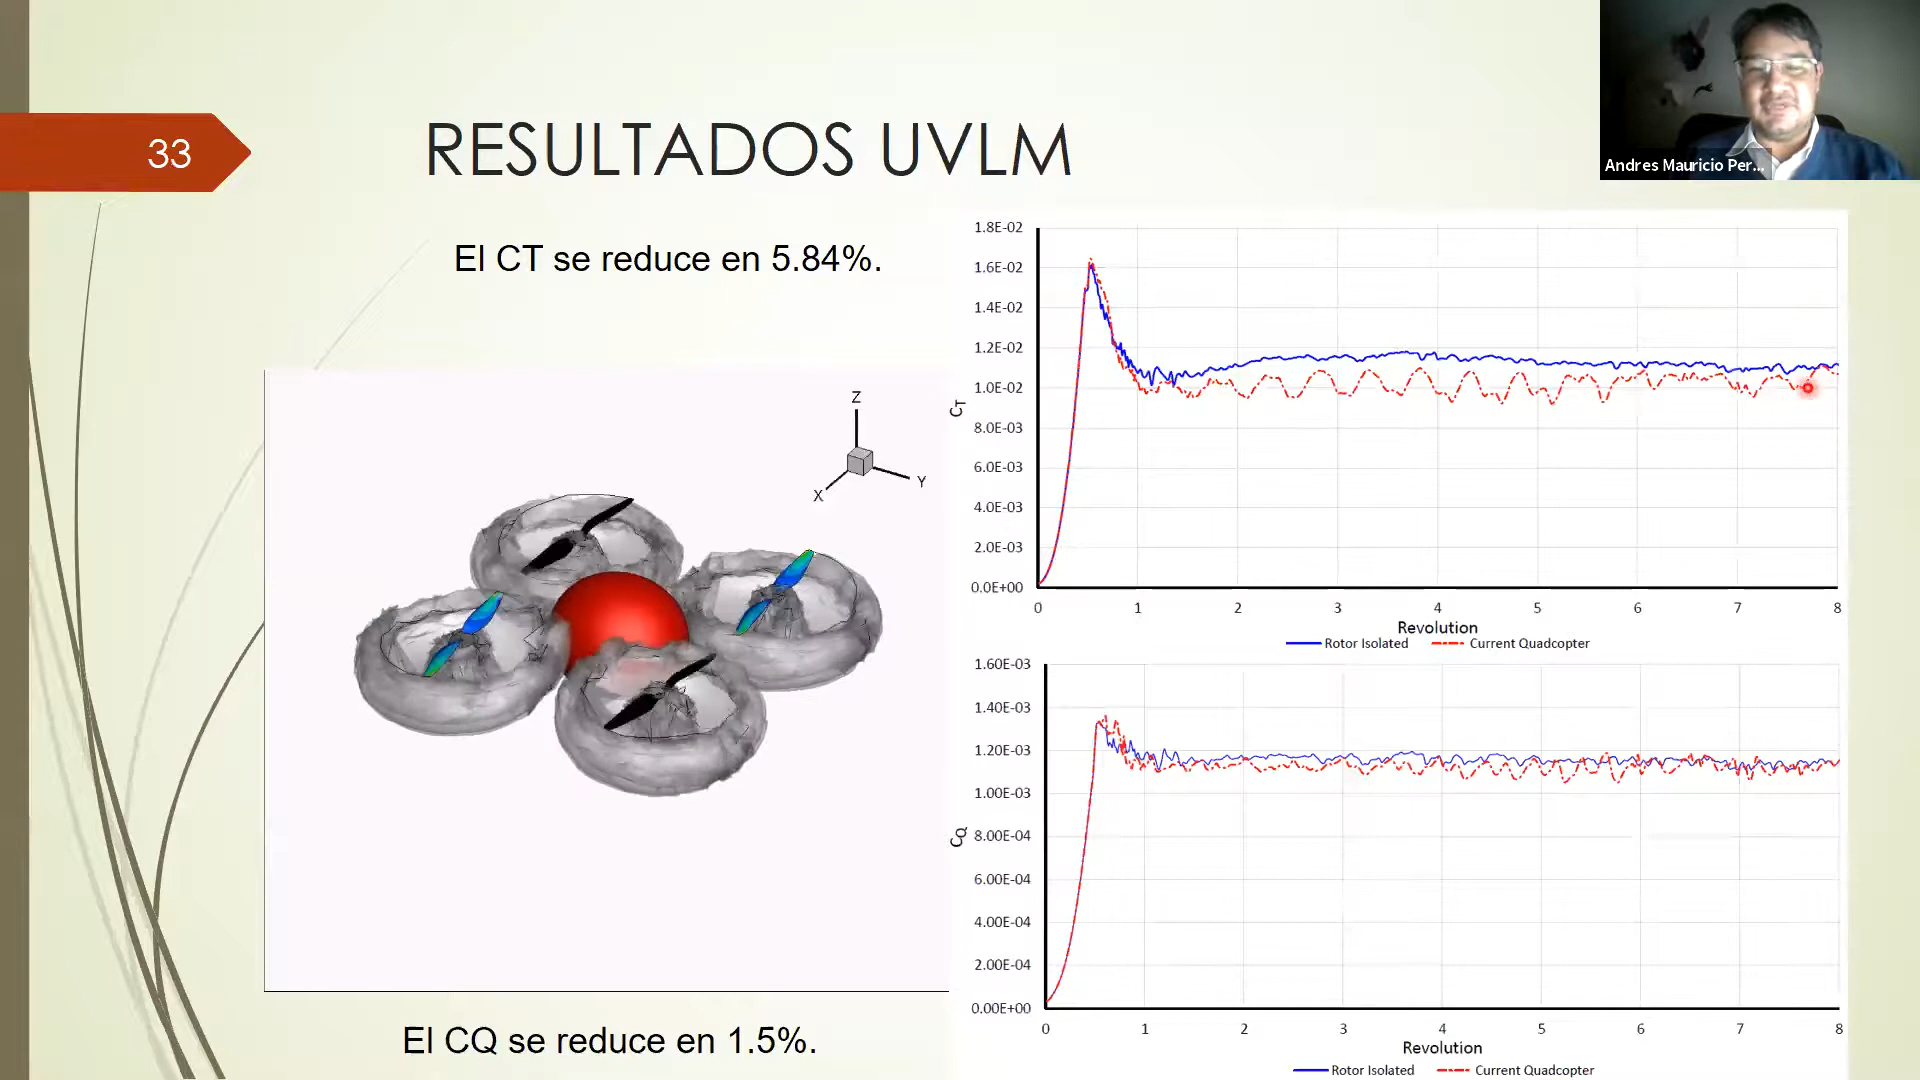 33
RESULTADOS UVLM
Andres Mauricio Per...
El CT se reduce en 5.84%.
Z
X
Y
El CQ se reduce en 1.5%.
1.8E-02
1.6E-02
1.4E-02
1.2E-02
1.0E-02
8.0E-03
6.0E-03
4.0E-03
2.0E-03
0.0E+00
CT
0 1 2 3 4 5 6 7 8
Revolution
Rotor Isolated Current Quadcopter
1.60E-03
1.40E-03
1.20E-03
1.00E-03
8.00E-04
6.00E-04
4.00E-04
2.00E-04
0.00E+00
CQ
0 1 2 3 4 5 6 7 8
Revolution
Rotor Isolated Current Quadcopter